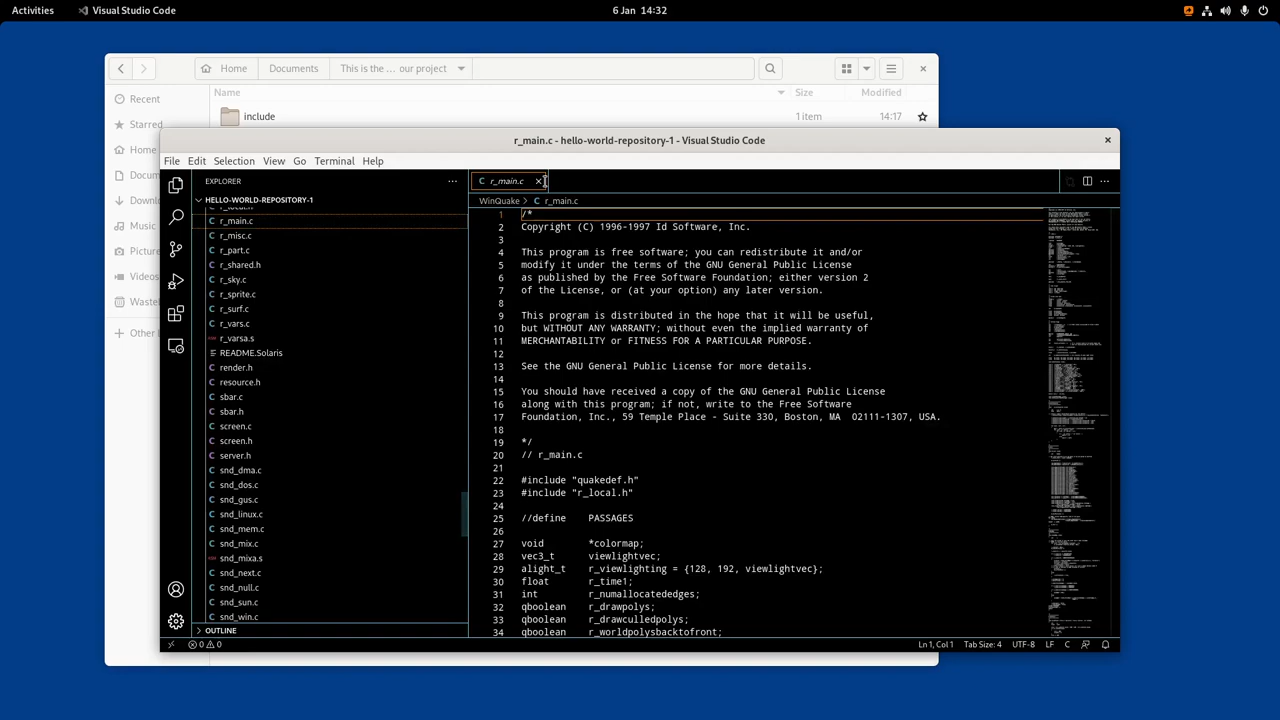 Activities
Visual Studio Code
6 Jan 14:32
Home
Documents
This is the ... our project
Recent
Name
Size
Modified
Starred
include
1 item
14:17
Home
r_main.c - hello-world-repository-1 - Visual Studio Code
File Edit Selection View Go Terminal Help
EXPLORER
r_main.c
HELLO-WORLD-REPOSITORY-1
WinQuake > C r_main.c
r_main.c
r_misc.c
r_part.c
r_shared.h
r_sky.c
r_sprite.c
r_surf.c
r_vars.c
r_varsa.s
README.Solaris
render.h
resource.h
sbar.c
sbar.h
screen.c
screen.h
server.h
snd_dma.c
snd_dos.c
snd_gus.c
snd_linux.c
snd_mem.c
snd_mix.c
snd_mixa.s
snd_next.c
snd_null.c
snd_sun.c
snd_win.c
OUTLINE
1 /*
2 Copyright (C) 1996-1997 Id Software, Inc.
3
4 This program is free software; you can redistribute it and/or
5 modify it under the terms of the GNU General Public License
6 as published by the Free Software Foundation; either version 2
7 of the License, or (at your option) any later version.
8
9 This program is distributed in the hope that it will be useful,
10 but WITHOUT ANY WARRANTY; without even the implied warranty of
11 MERCHANTABILITY or FITNESS FOR A PARTICULAR PURPOSE.
12
13 See the GNU General Public License for more details.
14
15 You should have received a copy of the GNU General Public License
16 along with this program; if not, write to the Free Software
17 Foundation, Inc., 59 Temple Place - Suite 330, Boston, MA  02111-1307, USA.
18
19 */
20 // r_main.c
21
22 #include "quakedef.h"
23 #include "r_local.h"
24
25 //define PASSAGES
26
27 void *colormap;
28 vec3_t viewlightvec;
29 alight_t r_viewlighting = {128, 192, viewlightvec};
30 float r_time1;
31 int r_numallocatededges;
32 qboolean r_drawpolys;
33 qboolean r_drawculledpolys;
34 qboolean r_worldpolysbacktofront;
0 0
Ln 1, Col 1
Tab Size: 4
UTF-8
LF
C